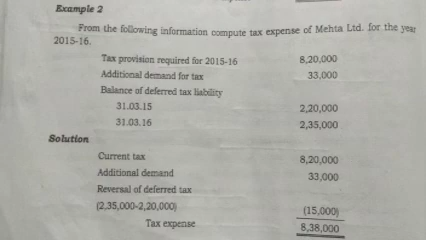 Example 2
From the following information compute tax expense of Mehta Ltd. for the year
2015-16.
Tax provision required for 2015-16 8,20,000
Additional demand for tax 33,000
Balance of deferred tax liability
31.03.15 2,20,000
31.03.16 2,35,000
Solution
Current tax 8,20,000
Additional demand 33,000
Reversal of deferred tax
(2,35,000-2,20,000) (15,000)
Tax expense 8,38,000